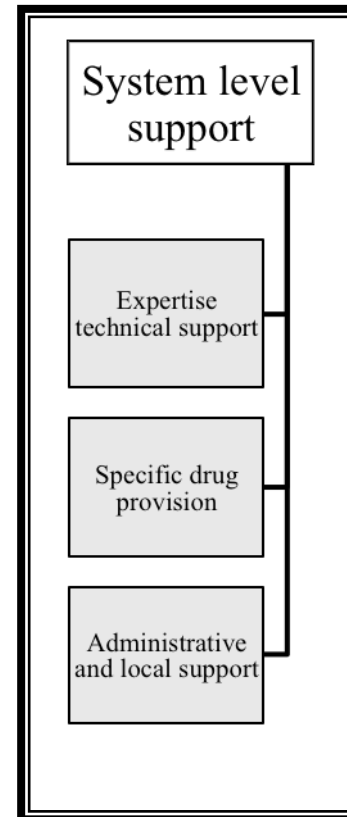 System level
support
Expertise
technical support
Specific drug
provision
Administrative
and local support